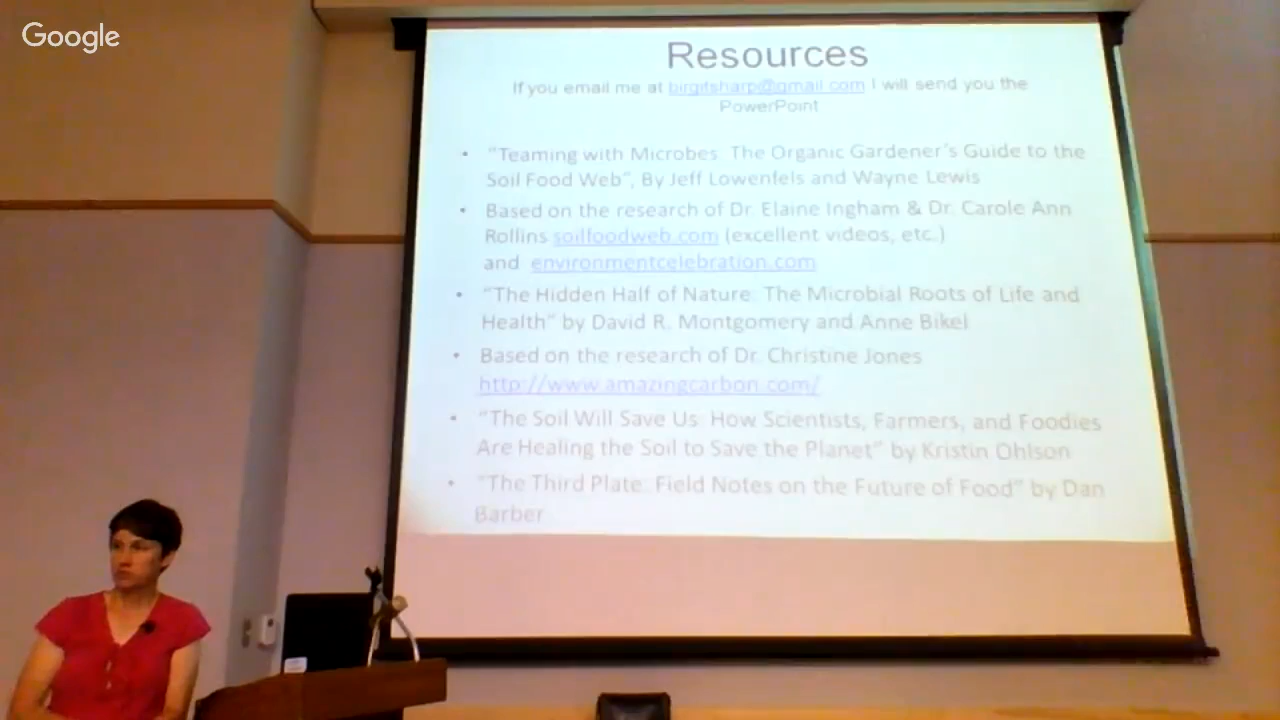 Google
Resources
If you email me at birgitsharp@gmail.com I will send you the
PowerPoint
• "Teaming with Microbes: The Organic Gardener's Guide to the
Soil Food Web", By Jeff Lowenfels and Wayne Lewis
• Based on the research of Dr. Elaine Ingham & Dr. Carole Ann
Rollins soilfoodweb.com (excellent videos, etc.)
and environmentcelebration.com
• "The Hidden Half of Nature: The Microbial Roots of Life and
Health" by David R. Montgomery and Anne Bikel
• Based on the research of Dr. Christine Jones
http://www.amazingcarbon.com/
• "The Soil Will Save Us: How Scientists, Farmers, and Foodies
Are Healing the Soil to Save the Planet" by Kristin Ohlson
• "The Third Plate: Field Notes on the Future of Food" by Dan
Barber